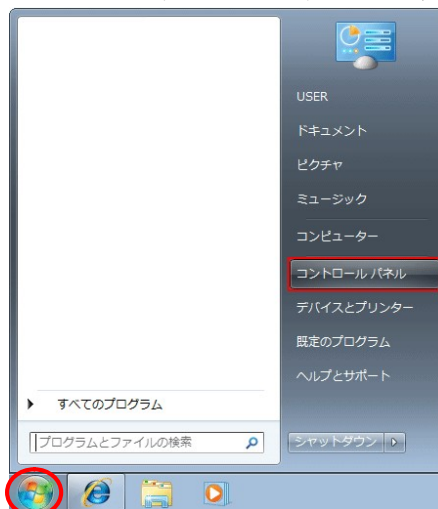 USER
ドキュメント
ピクチャ
ミュージック
コンピューター
コントロール パネル
デバイスとプリンター
既定のプログラム
ヘルプとサポート
すべてのプログラム
プログラムとファイルの検索
シャットダウン